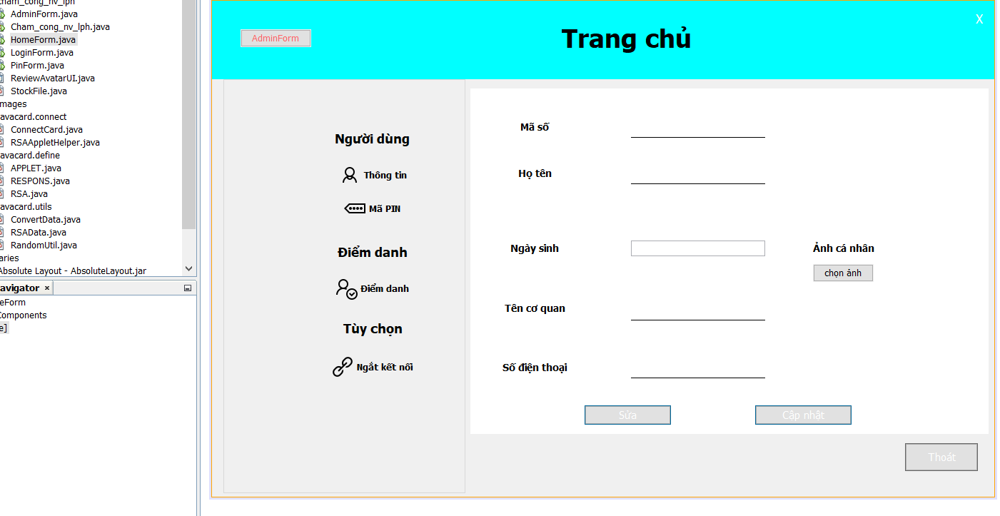 cham_cong_nv_lph
AdminForm.java
Cham_cong_nv_lph.java
HomeForm.java
LoginForm.java
PinForm.java
ReviewAvatarUI.java
StockFile.java
mages
avacard.connect
ConnectCard.java
RSAAppletHelper.java
avacard.define
APPLET.java
RESPONS.java
RSA.java
avacard.utils
ConvertData.java
RSAData.java
RandomUtil.java
aries
Absolute Layout - AbsoluteLayout.jar
avigator ×
eForm
Components
e]
AdminForm
Trang chủ
X
Người dùng
Thông tin
Mã PIN
Điểm danh
Điểm danh
Tùy chọn
Ngắt kết nối
Mã số
Họ tên
Ngày sinh
Ảnh cá nhân
chọn ảnh
Tên cơ quan
Số điện thoại
Sửa
Cập nhật
Thoát